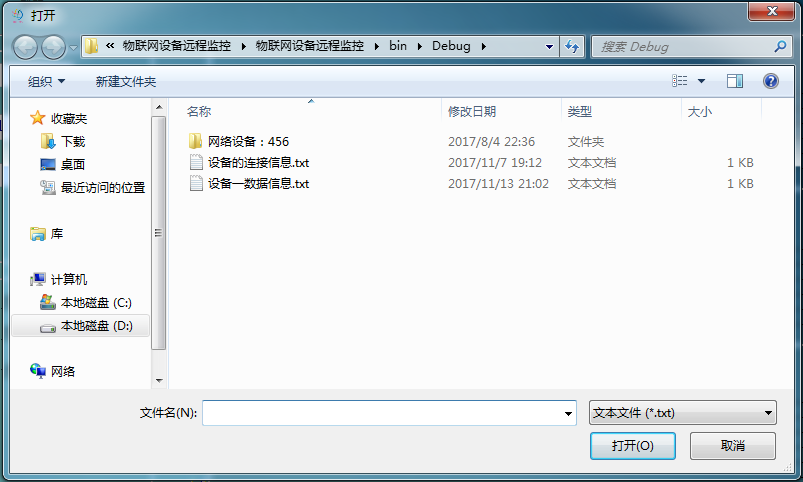 打开
« 物联网设备远程监控 ▸ 物联网设备远程监控 ▸ bin ▸ Debug ▸
搜索 Debug
组织 新建文件夹
名称 修改日期 类型 大小
收藏夹
下载
桌面
最近访问的位置
库
计算机
本地磁盘 (C:)
本地磁盘 (D:)
网络
网络设备：456 2017/8/4 22:36 文件夹
设备的连接信息.txt 2017/11/7 19:12 文本文档 1 KB
设备一数据信息.txt 2017/11/13 21:02 文本文档 1 KB
文件名(N): 文本文件 (*.txt)
打开(O) 取消